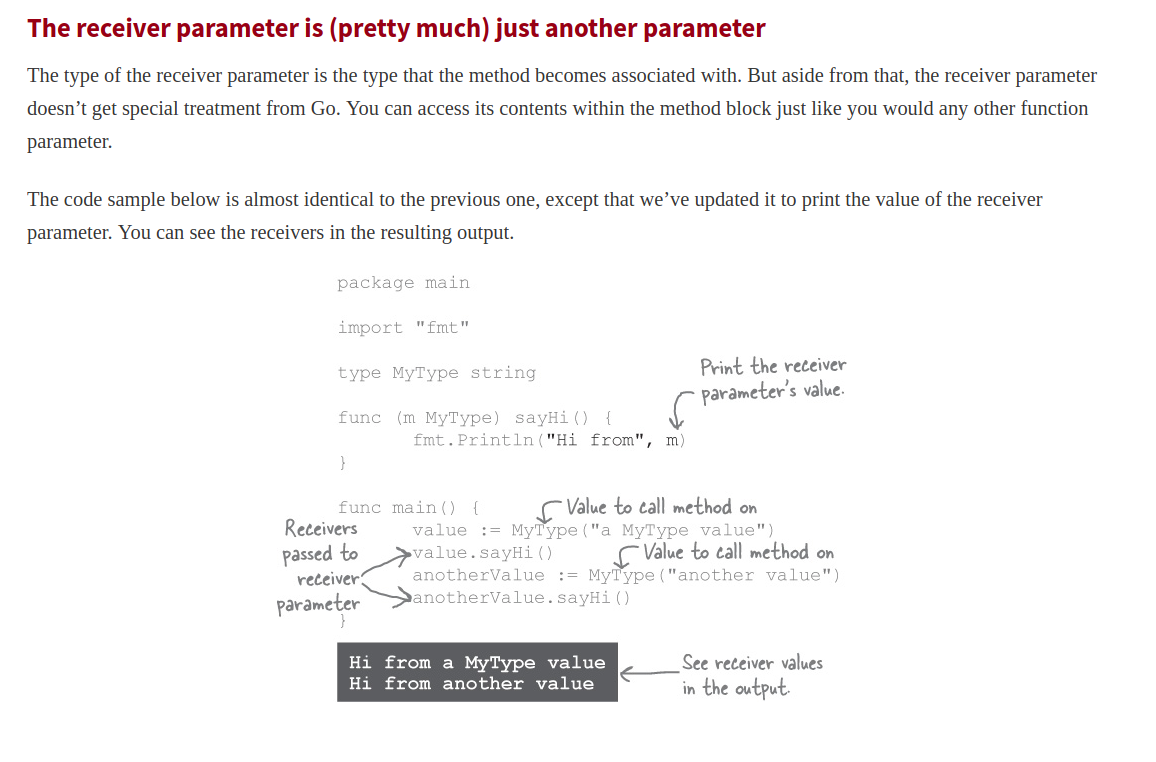 The receiver parameter is (pretty much) just another parameter
The type of the receiver parameter is the type that the method becomes associated with. But aside from that, the receiver parameter
doesn’t get special treatment from Go. You can access its contents within the method block just like you would any other function
parameter.
The code sample below is almost identical to the previous one, except that we’ve updated it to print the value of the receiver
parameter. You can see the receivers in the resulting output.
package main
import "fmt"
type MyType string
Print the receiver
parameter's value.
func (m MyType) sayHi() {
fmt.Println("Hi from", m)
}
func main() {
Value to call method on
value := MyType("a MyType value")
value.sayHi()
Value to call method on
anotherValue := MyType("another value")
anotherValue.sayHi()
Receivers
passed to
receiver
parameter
}
Hi from a MyType value
Hi from another value
See receiver values
in the output.